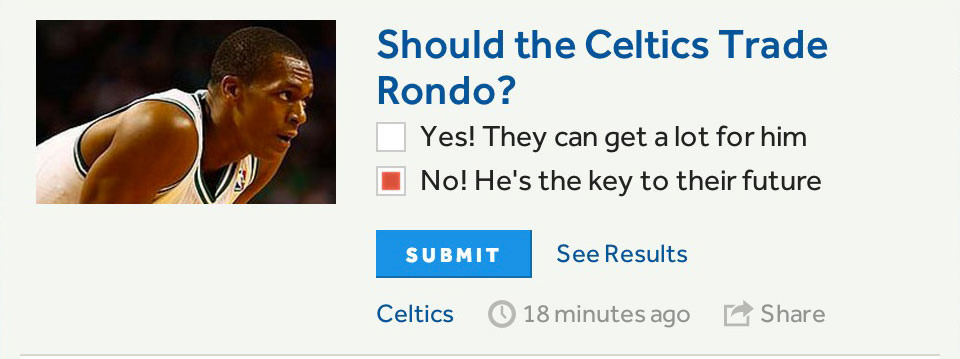 Should the Celtics Trade
Rondo?
Yes! They can get a lot for him
No! He's the key to their future
SUBMIT See Results
Celtics 18 minutes ago Share